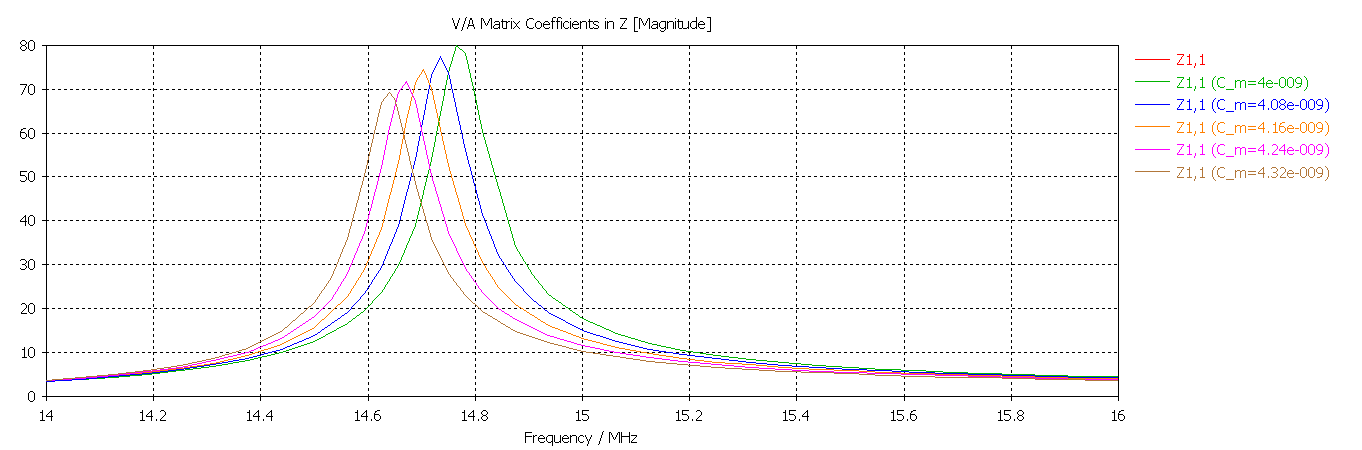 V/A Matrix Coefficients in Z [Magnitude]
80
70
60
50
40
30
20
10
0
14 14.2 14.4 14.6 14.8 15 15.2 15.4 15.6 15.8 16
Frequency / MHz
Z1,1
Z1,1 (C_m=4e-009)
Z1,1 (C_m=4.08e-009)
Z1,1 (C_m=4.16e-009)
Z1,1 (C_m=4.24e-009)
Z1,1 (C_m=4.32e-009)